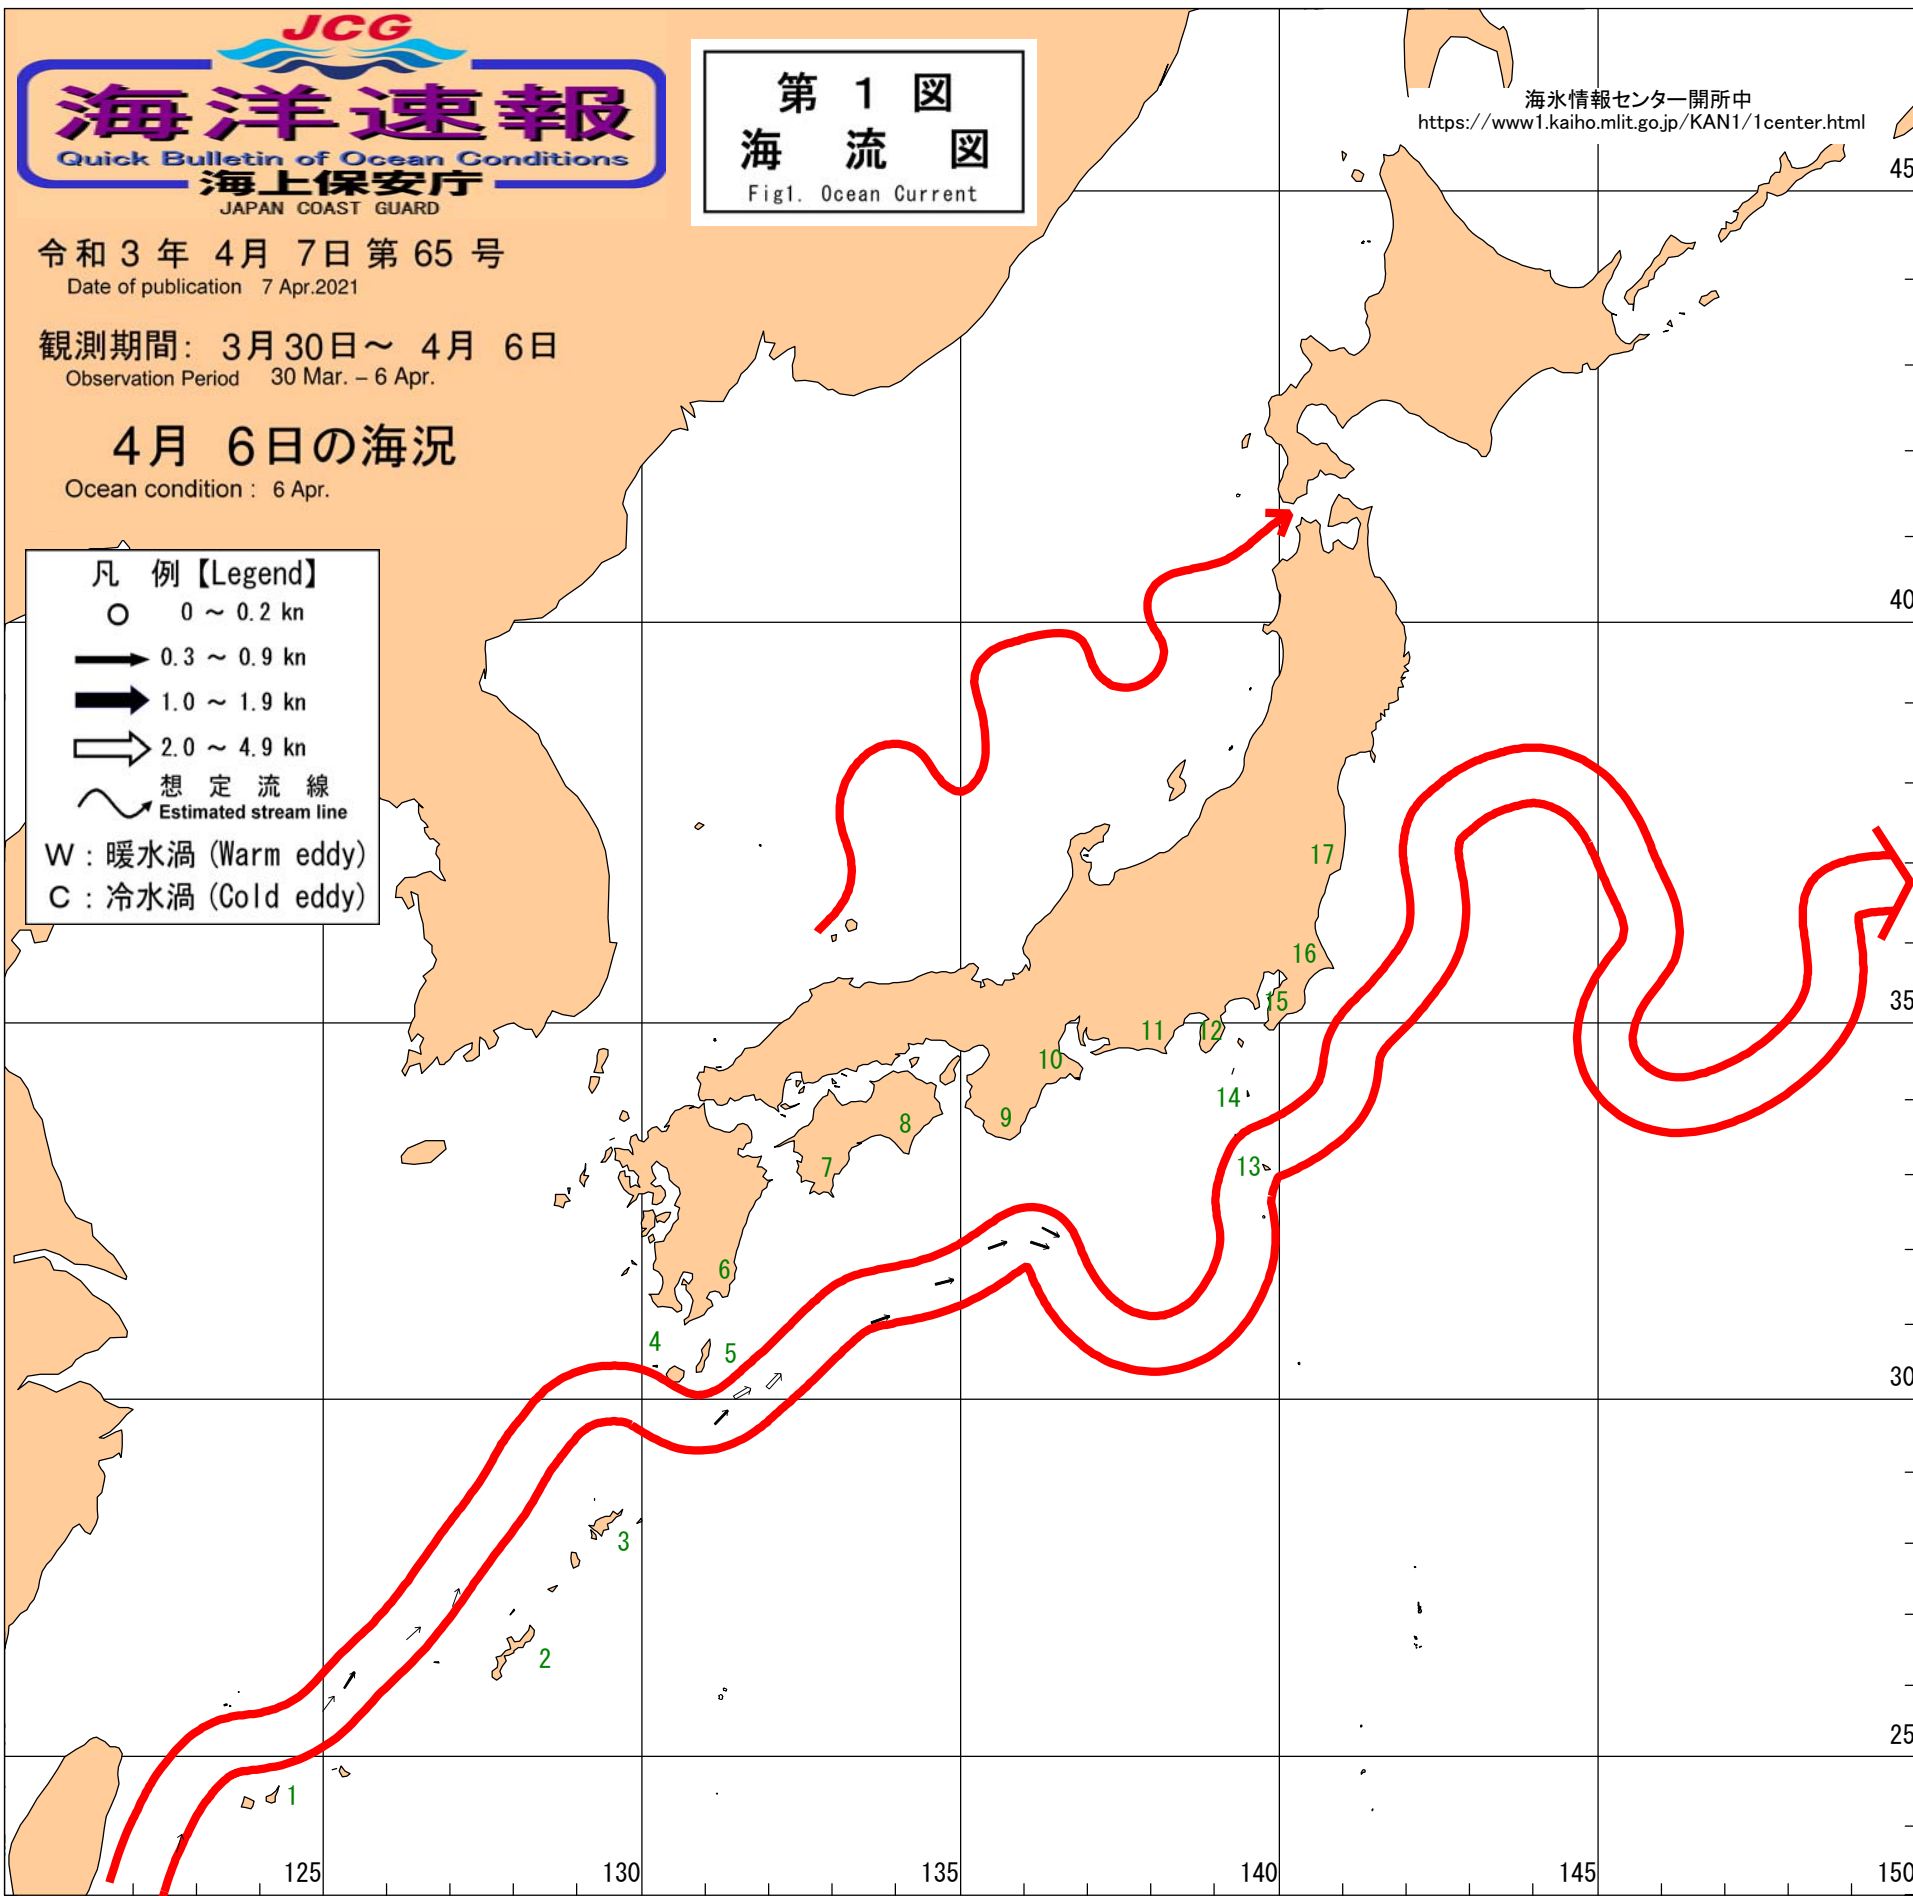 JCG
海洋速報
Quick Bulletin of Ocean Conditions
海上保安庁
JAPAN COAST GUARD
第 1 図
海 流 図
Fig1. Ocean Current
海氷情報センター開所中
https://www1.kaiho.mlit.go.jp/KAN1/1center.html
令和 3 年 4月 7日 第 65 号
Date of publication 7 Apr.2021
観測期間: 3月30日～ 4月 6日
Observation Period 30 Mar. – 6 Apr.
4月 6日の海況
Ocean condition : 6 Apr.
凡 例【Legend】
0 ～ 0.2 kn
0.3 ～ 0.9 kn
1.0 ～ 1.9 kn
2.0 ～ 4.9 kn
想 定 流 線
Estimated stream line
W : 暖水渦 (Warm eddy)
C : 冷水渦 (Cold eddy)
45
40
17
16
35
15
11
12
10
14
8
9
13
7
6
4
5
30
3
2
25
1
125
130
135
140
145
150